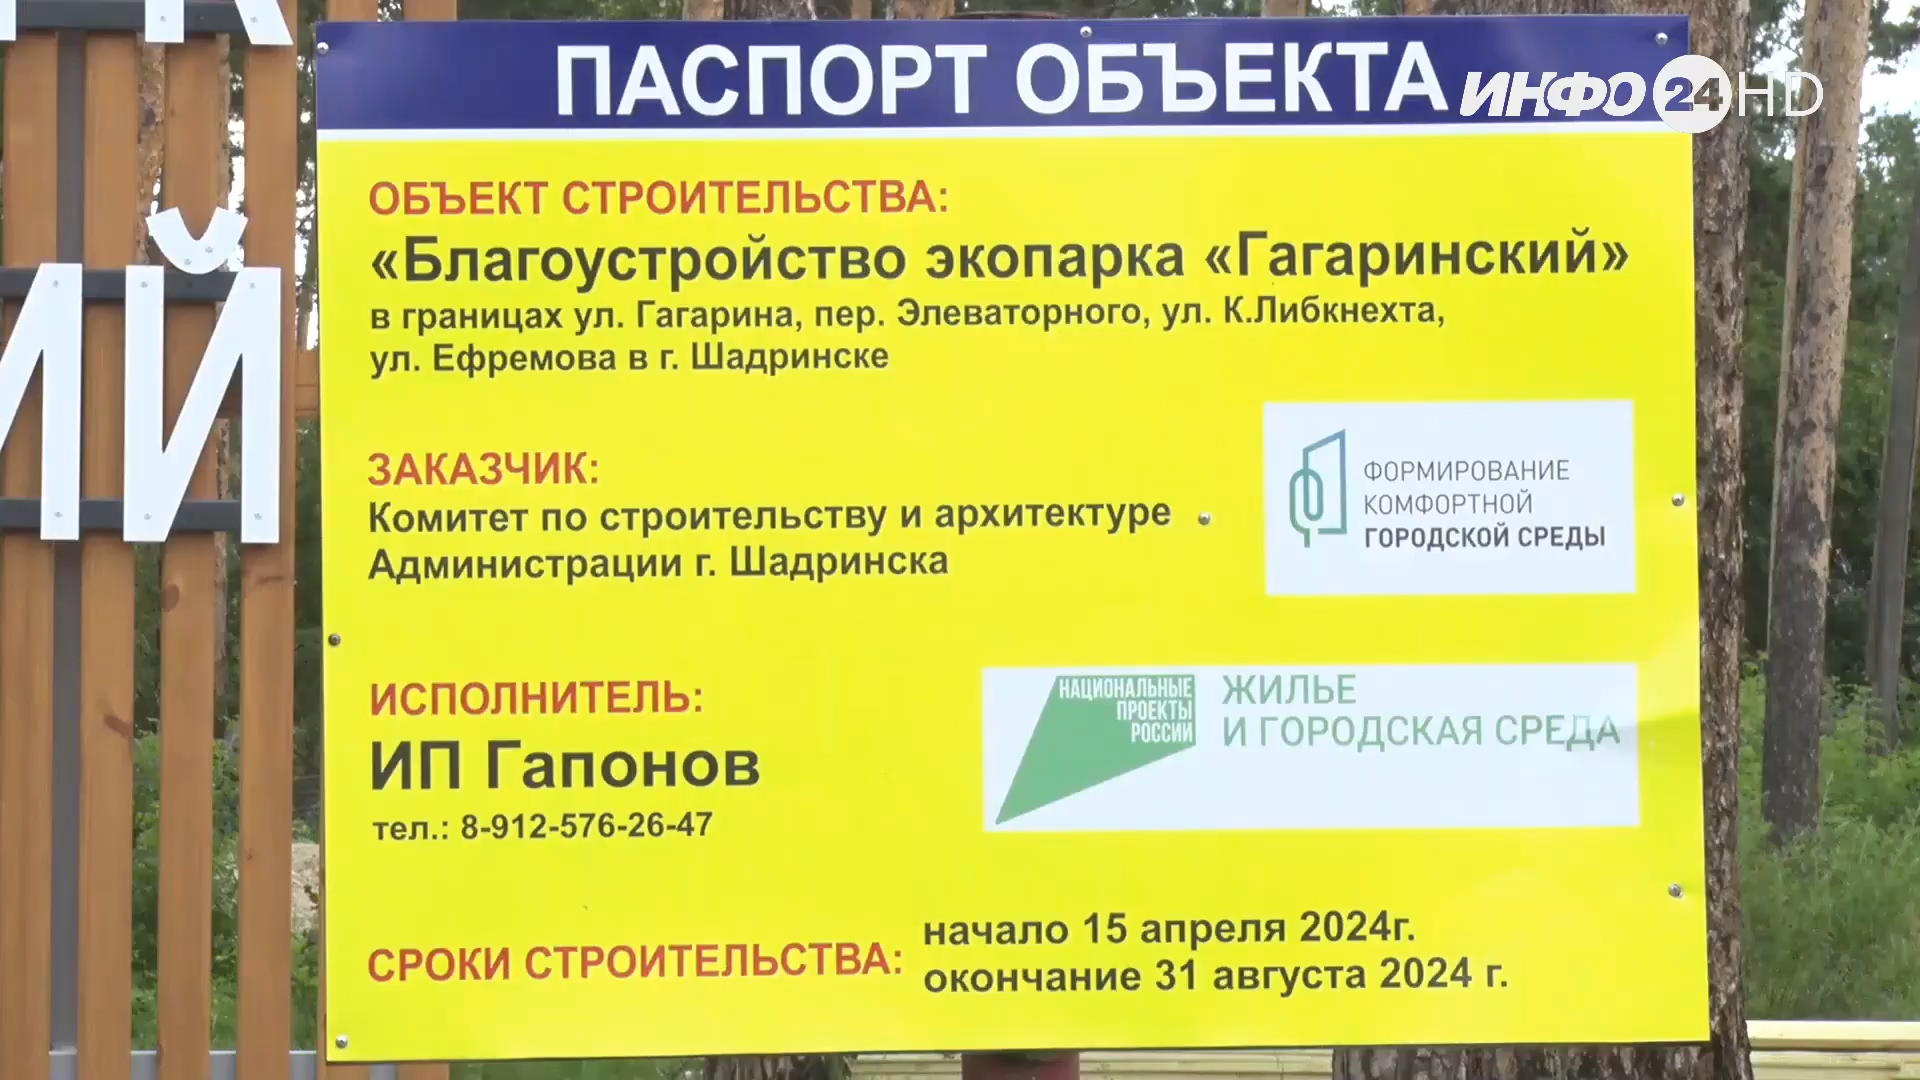 ПАСПОРТ ОБЪЕКТА
ИНФО 24 HD
ОБЪЕКТ СТРОИТЕЛЬСТВА:
«Благоустройство экопарка «Гагаринский»
в границах ул. Гагарина, пер. Элеваторного, ул. К.Либкнехта,
ул. Ефремова в г. Шадринске
ЗАКАЗЧИК:
Комитет по строительству и архитектуре
Администрации г. Шадринска
ФОРМИРОВАНИЕ
КОМФОРТНОЙ
ГОРОДСКОЙ СРЕДЫ
ИСПОЛНИТЕЛЬ:
ИП Гапонов
тел.: 8-912-576-26-47
НАЦИОНАЛЬНЫЕ
ПРОЕКТЫ
РОССИИ
ЖИЛЬЕ
И ГОРОДСКАЯ СРЕДА
СРОКИ СТРОИТЕЛЬСТВА:
начало 15 апреля 2024г.
окончание 31 августа 2024 г.